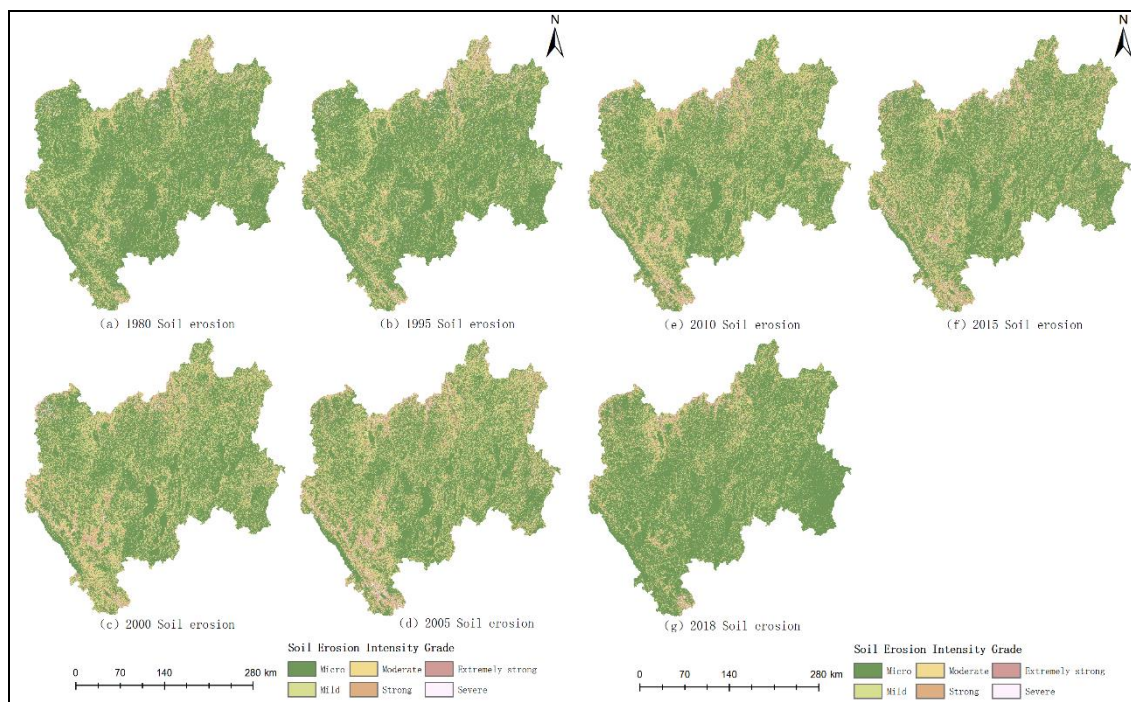 N
N
(a) 1980 Soil erosion
(b) 1995 Soil erosion
(e) 2010 Soil erosion
(f) 2015 Soil erosion
(c) 2000 Soil erosion
(d) 2005 Soil erosion
(g) 2018 Soil erosion
Soil Erosion Intensity Grade
Micro Moderate Extremely strong
Mild Strong Severe
0 70 140 280 km
Soil Erosion Intensity Grade
Micro Moderate Extremely strong
Mild Strong Severe
0 70 140 280 km